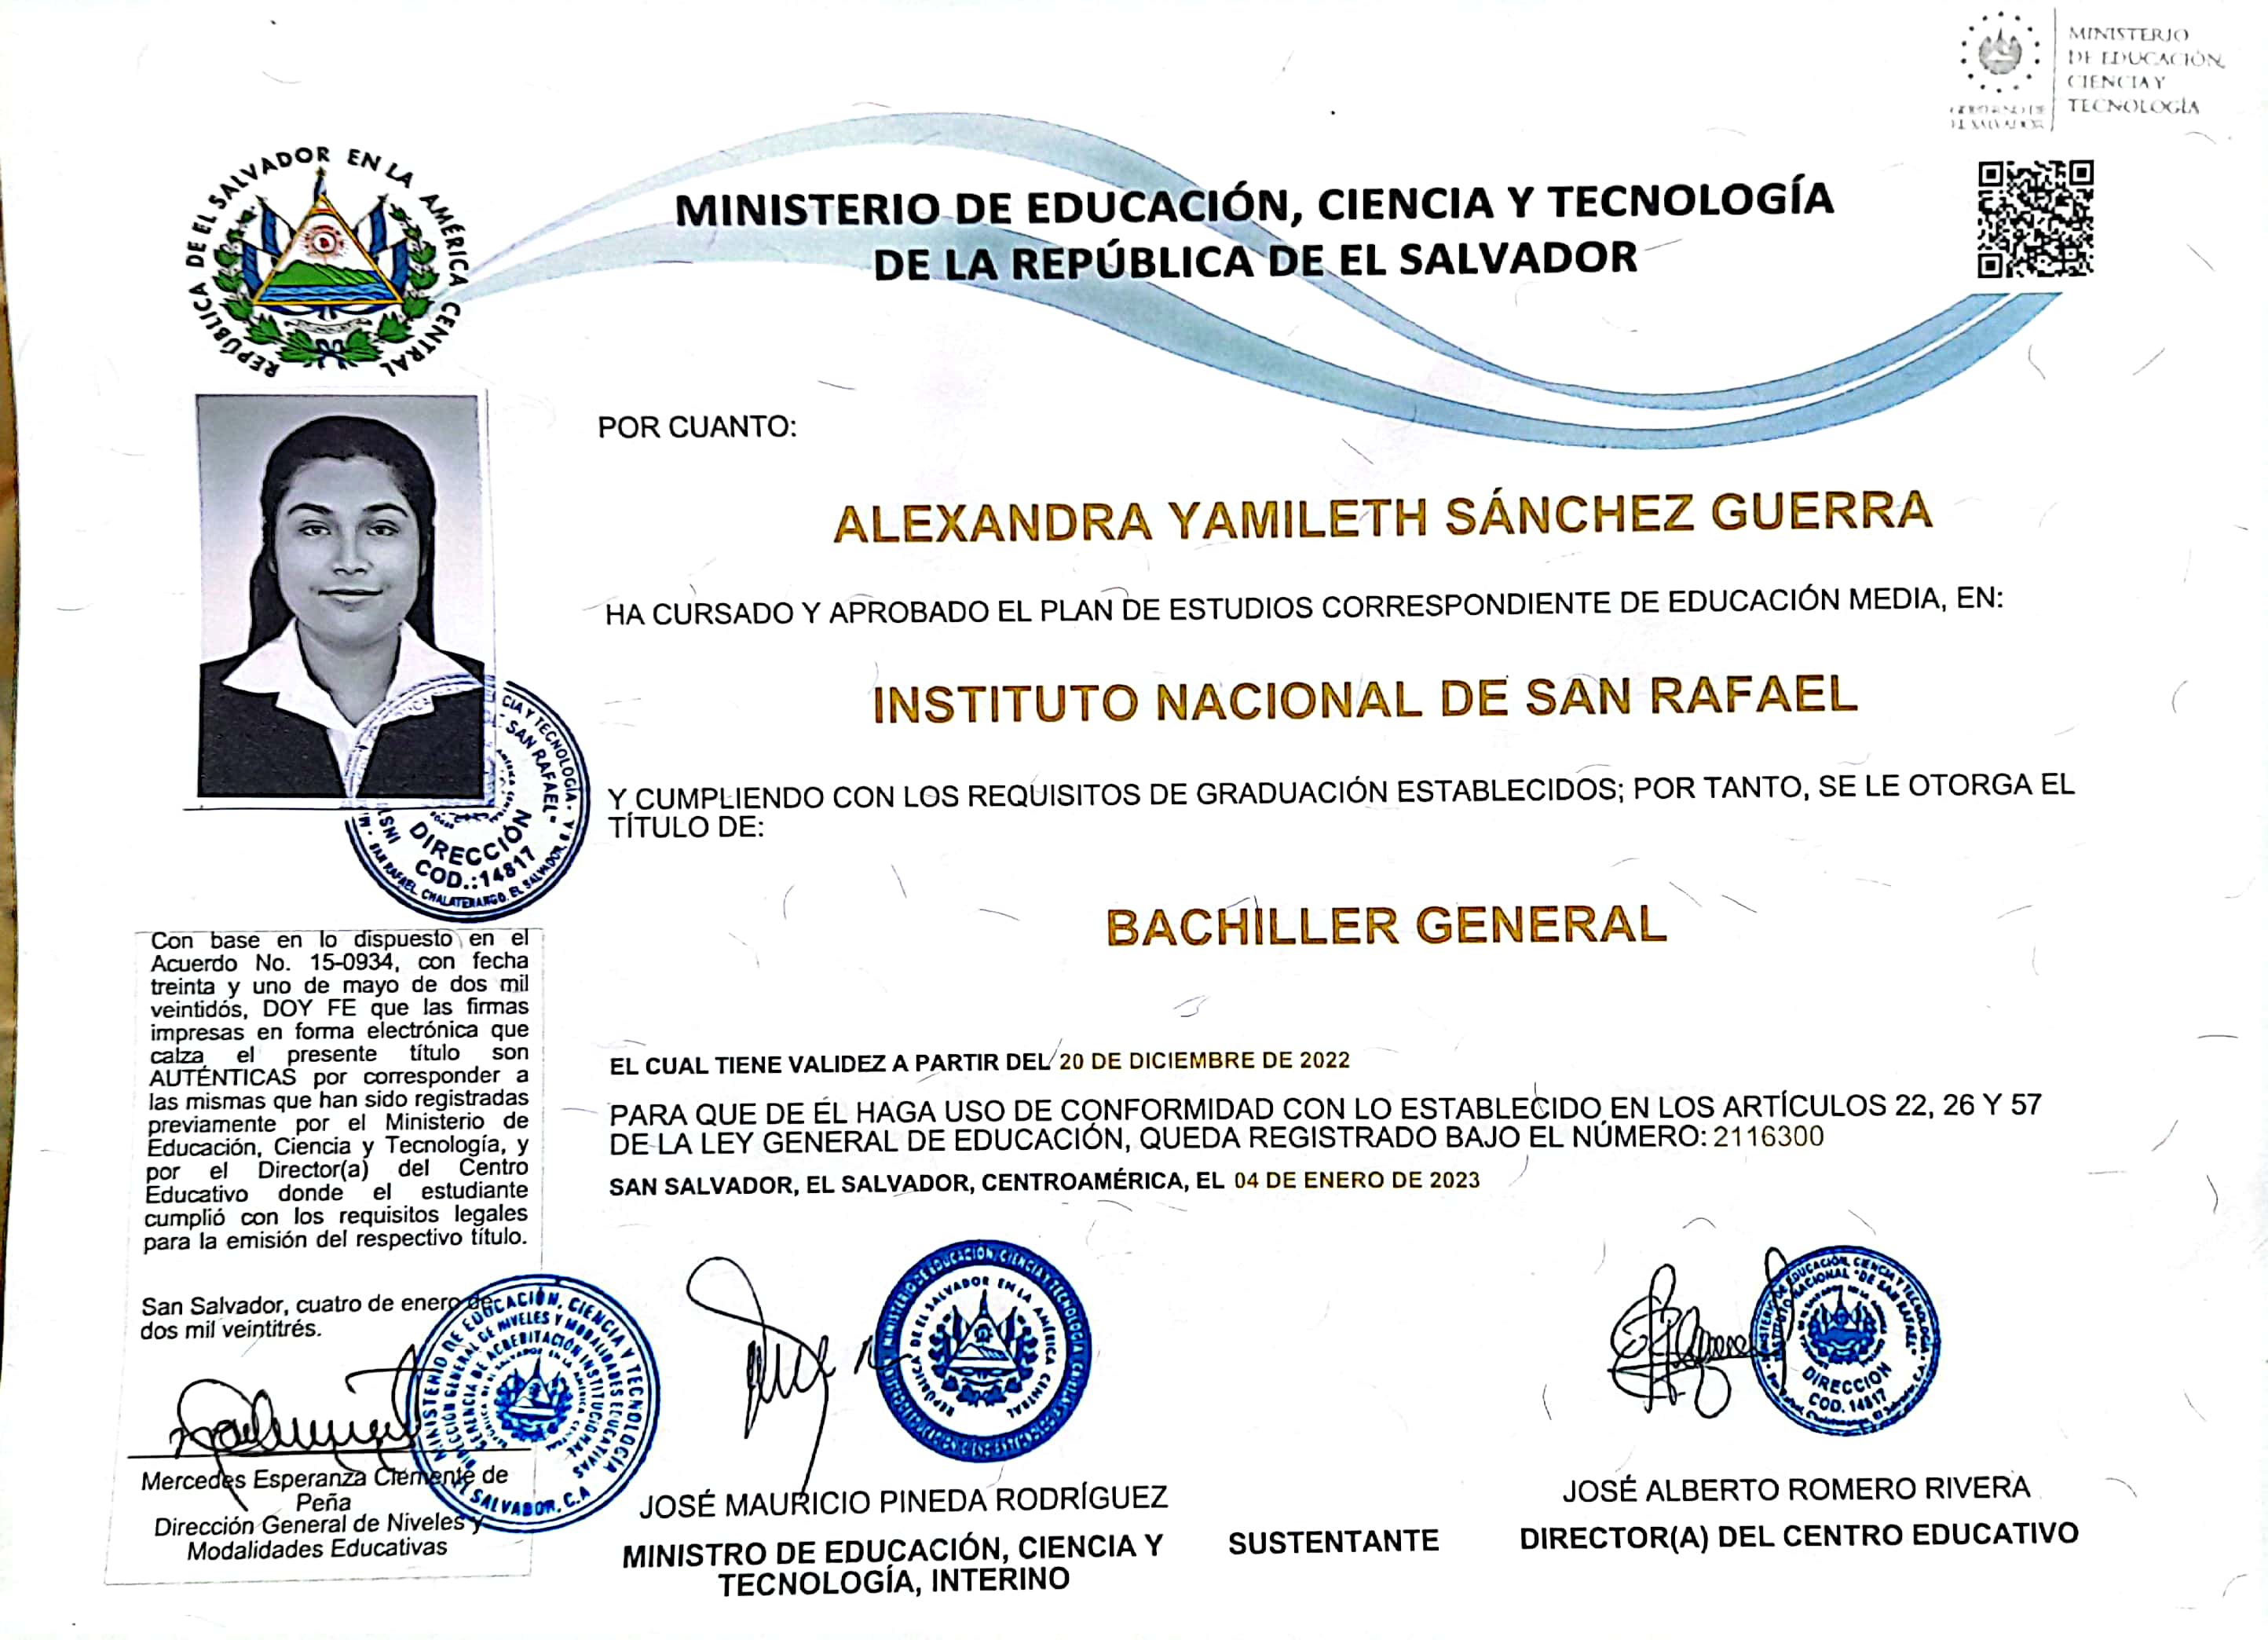 MINISTERIO
DE EDUCACIÓN,
CIENCIA Y
TECNOLOGÍA
GOBIERNO DE
EL SALVADOR
REPÚBLICA DE EL SALVADOR EN LA AMÉRICA CENTRAL
MINISTERIO DE EDUCACIÓN, CIENCIA Y TECNOLOGÍA
DE LA REPÚBLICA DE EL SALVADOR
POR CUANTO:
ALEXANDRA YAMILETH SÁNCHEZ GUERRA
HA CURSADO Y APROBADO EL PLAN DE ESTUDIOS CORRESPONDIENTE DE EDUCACIÓN MEDIA, EN:
INSTITUTO NACIONAL DE SAN RAFAEL
Y CUMPLIENDO CON LOS REQUISITOS DE GRADUACIÓN ESTABLECIDOS; POR TANTO, SE LE OTORGA EL
TÍTULO DE:
BACHILLER GENERAL
CIA Y TECNOLOGÍA
SAN RAFAEL
DIRECCIÓN
COD.:14817
SAN RAFAEL, CHALATENANGO, EL SALVADOR,
Con base en lo dispuesto en el
Acuerdo No. 15-0934, con fecha
treinta y uno de mayo de dos mil
veintidós, DOY FE que las firmas
impresas en forma electrónica que
calza el presente título son
AUTÉNTICAS por corresponder a
las mismas que han sido registradas
previamente por el Ministerio de
Educación, Ciencia y Tecnología, y
por el Director(a) del Centro
Educativo donde el estudiante
cumplió con los requisitos legales
para la emisión del respectivo título.
San Salvador, cuatro de enero de
dos mil veintitrés.
MINISTERIO DE EDUCACIÓN, CIENCIA Y TECNOLOGÍA
DIRECCIÓN GENERAL DE NIVELES Y MODALIDADES EDUCATIVAS
GERENCIA DE ACREDITACIÓN INSTITUCIONAL
EL SALVADOR, C.A
Mercedes Esperanza Clemente de
Peña
Dirección General de Niveles y
Modalidades Educativas
EL CUAL TIENE VALIDEZ A PARTIR DEL 20 DE DICIEMBRE DE 2022
PARA QUE DE ÉL HAGA USO DE CONFORMIDAD CON LO ESTABLECIDO EN LOS ARTÍCULOS 22, 26 Y 57
DE LA LEY GENERAL DE EDUCACIÓN, QUEDA REGISTRADO BAJO EL NÚMERO: 2116300
SAN SALVADOR, EL SALVADOR, CENTROAMÉRICA, EL 04 DE ENERO DE 2023
MINISTERIO DE EDUCACIÓN, CIENCIA Y TECNOLOGÍA
REPÚBLICA DE EL SALVADOR EN LA AMÉRICA CENTRAL
JOSÉ MAURICIO PINEDA RODRÍGUEZ
MINISTRO DE EDUCACIÓN, CIENCIA Y
TECNOLOGÍA, INTERINO
SUSTENTANTE
MINISTERIO DE EDUCACIÓN, CIENCIA Y TECNOLOGÍA
INSTITUTO NACIONAL "DE SAN RAFAEL"
DIRECCION
COD. 14817
JOSÉ ALBERTO ROMERO RIVERA
DIRECTOR(A) DEL CENTRO EDUCATIVO